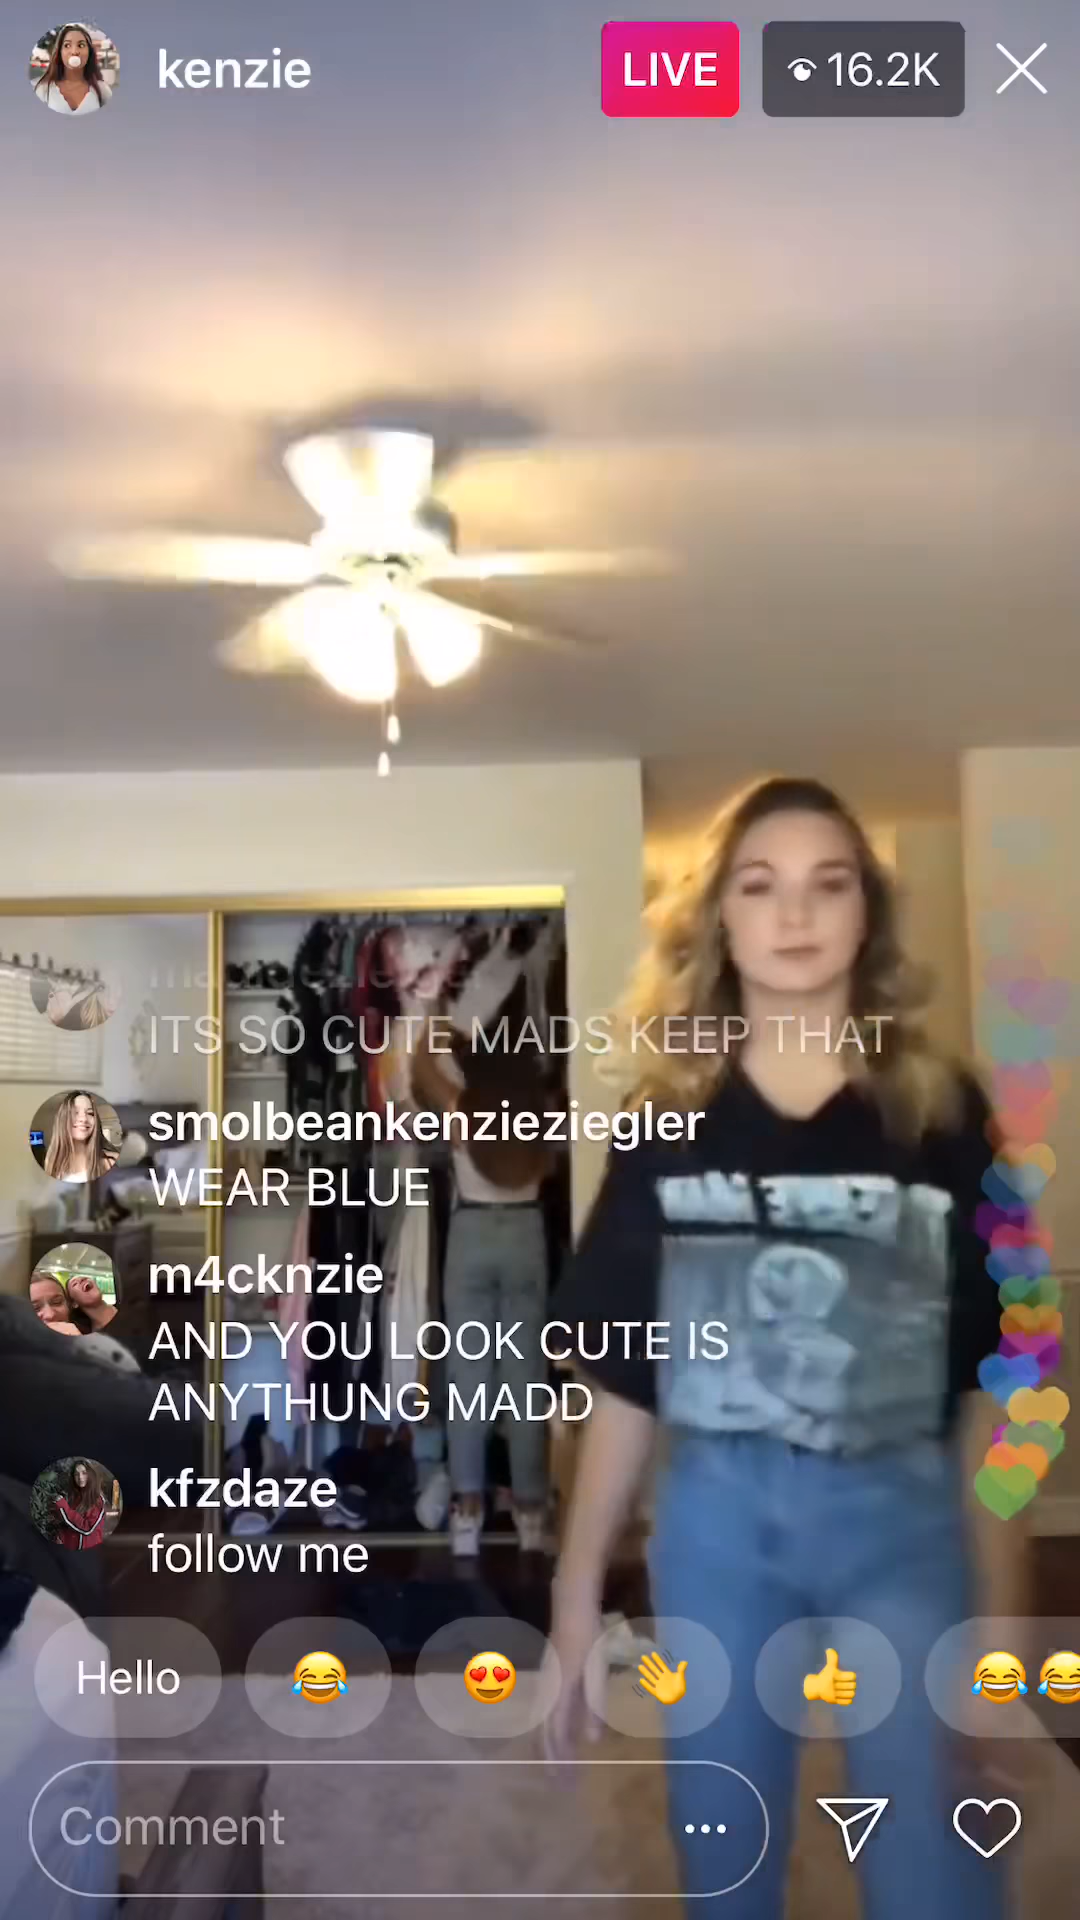 kenzie
LIVE
16.2K
ITS SO CUTE MADS KEEP THAT
smolbeankenzieziegler
WEAR BLUE
m4cknzie
AND YOU LOOK CUTE IS
ANYTHUNG MADD
kfzdaze
follow me
Hello
Comment